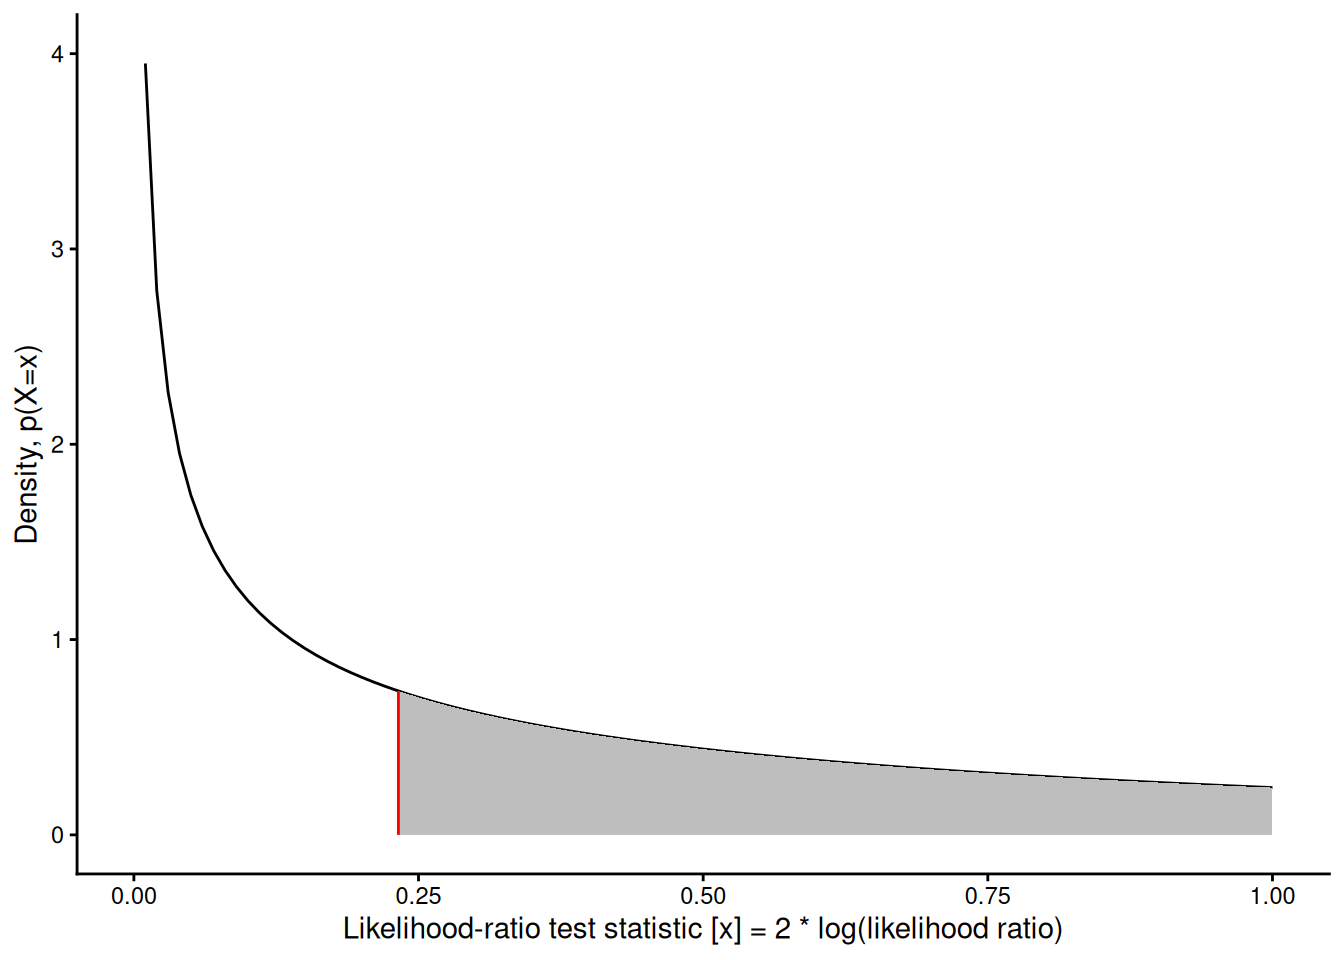 Density, p(X=x)
4
3
2
1
0
0.00 0.25 0.50 0.75 1.00
Likelihood-ratio test statistic [x] = 2 * log(likelihood ratio)